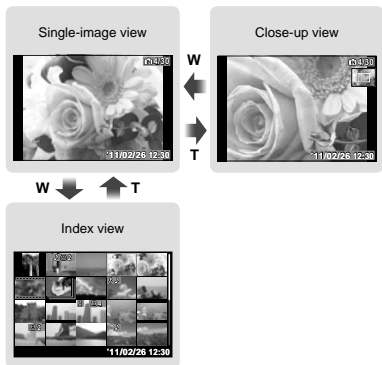 Single-image view
4/30
'11/02/26 12:30
W
T
Close-up view
4/30
'11/02/26 12:30
W
T
Index view
'11/02/26 12:30